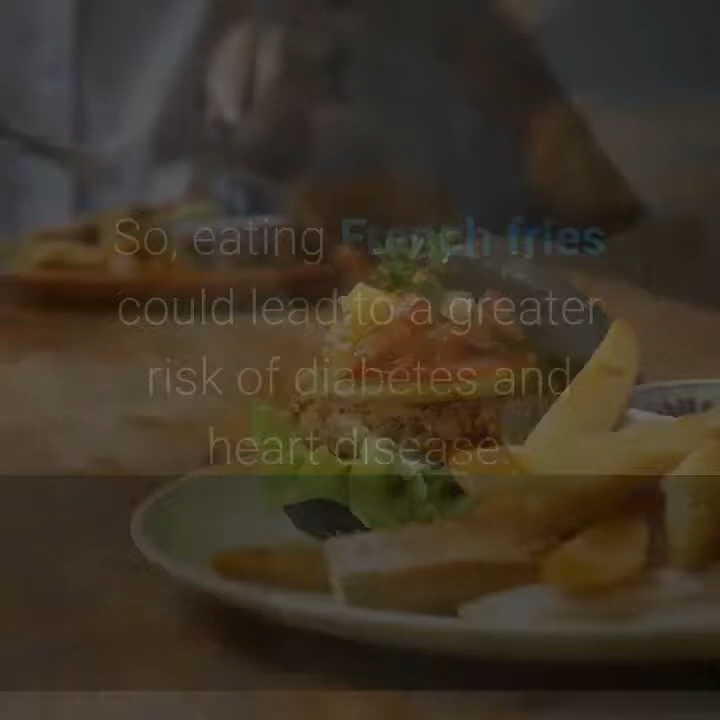 So, eating French fries
could lead to a greater
risk of diabetes and
heart disease.